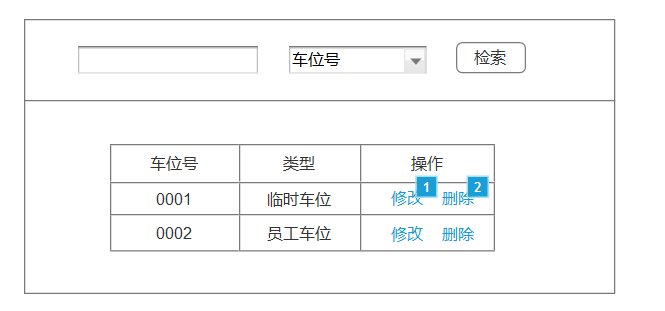 车位号 检索
车位号 类型 操作
1 2
0001 临时车位 修改 删除
0002 员工车位 修改 删除